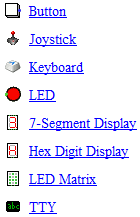 Button
Joystick
Keyboard
LED
7-Segment Display
Hex Digit Display
LED Matrix
TTY